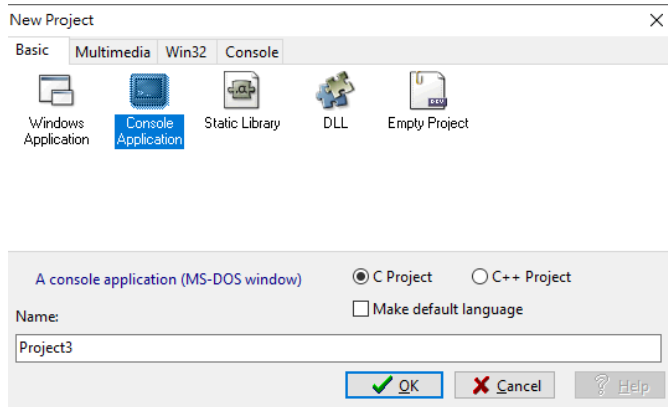 New Project
Basic Multimedia Win32 Console
Windows Application
Console Application
Static Library
DLL
Empty Project
A console application (MS-DOS window)
C Project C++ Project
Make default language
Name:
Project3
OK Cancel Help